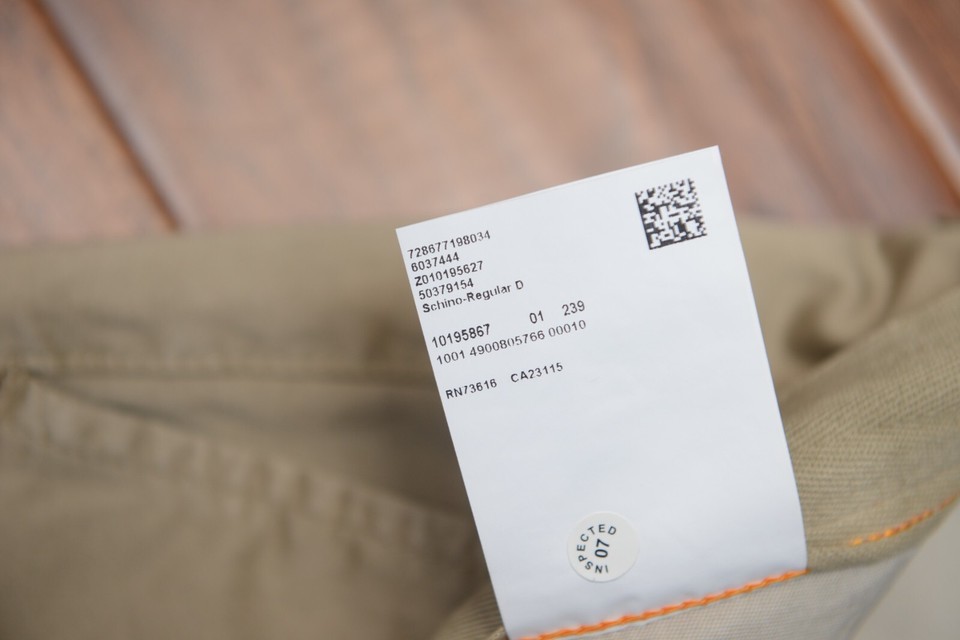 728677198034
6037444
Z010195627
50379154
Schino-Regular D
10195867 01 239
1001 4900805766 00010
RN73616 CA23115
INSPECTED
07